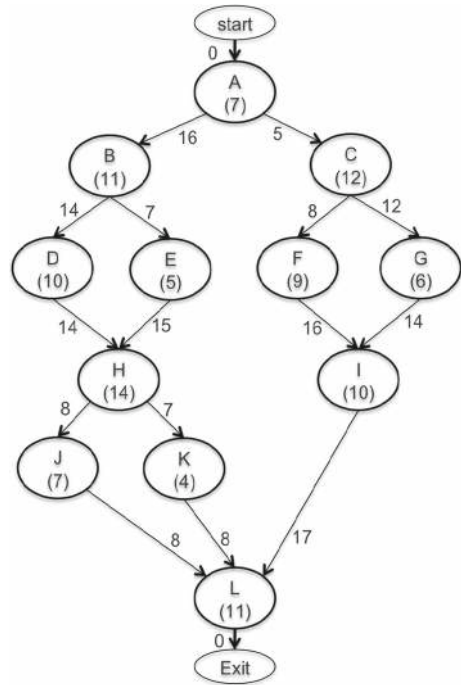 start
0
A
(7)
16
5
B
(11)
C
(12)
14
7
8
12
D
(10)
E
(5)
F
(9)
G
(6)
14
15
16
14
H
(14)
I
(10)
8
7
J
(7)
K
(4)
8
8
17
L
(11)
0
Exit